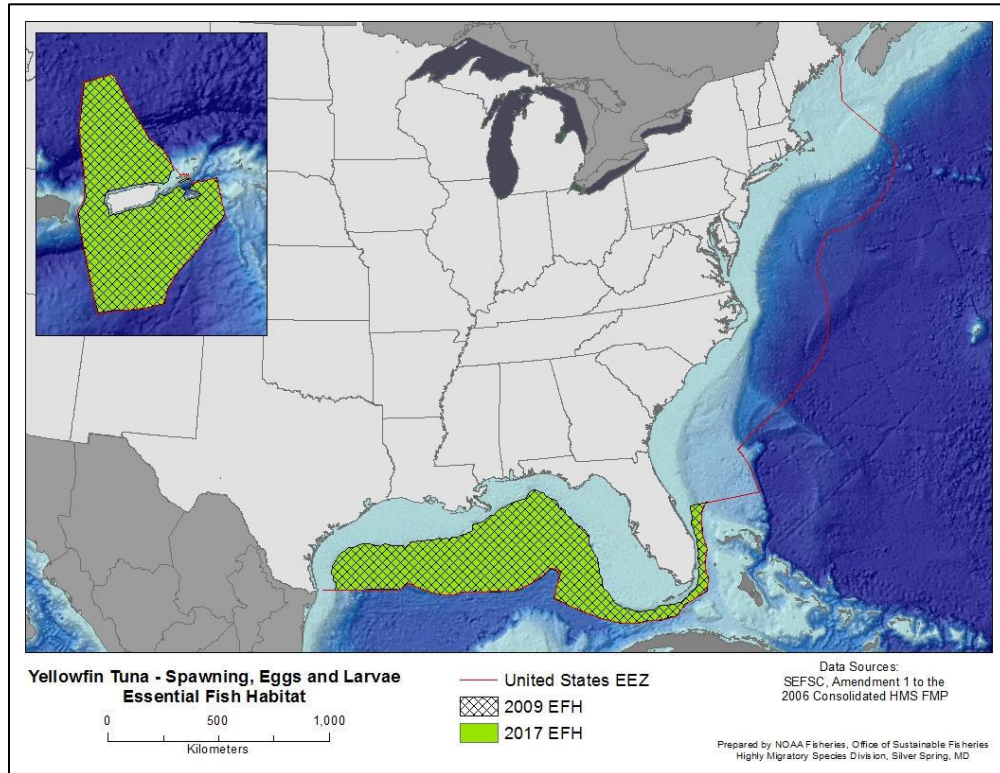 Yellowfin Tuna - Spawning, Eggs and Larvae
Essential Fish Habitat
0 500 1,000
Kilometers
United States EEZ
2009 EFH
2017 EFH
Data Sources:
SEFSC, Amendment 1 to the
2006 Consolidated HMS FMP
Prepared by NOAA Fisheries, Office of Sustainable Fisheries
Highly Migratory Species Division, Silver Spring, MD